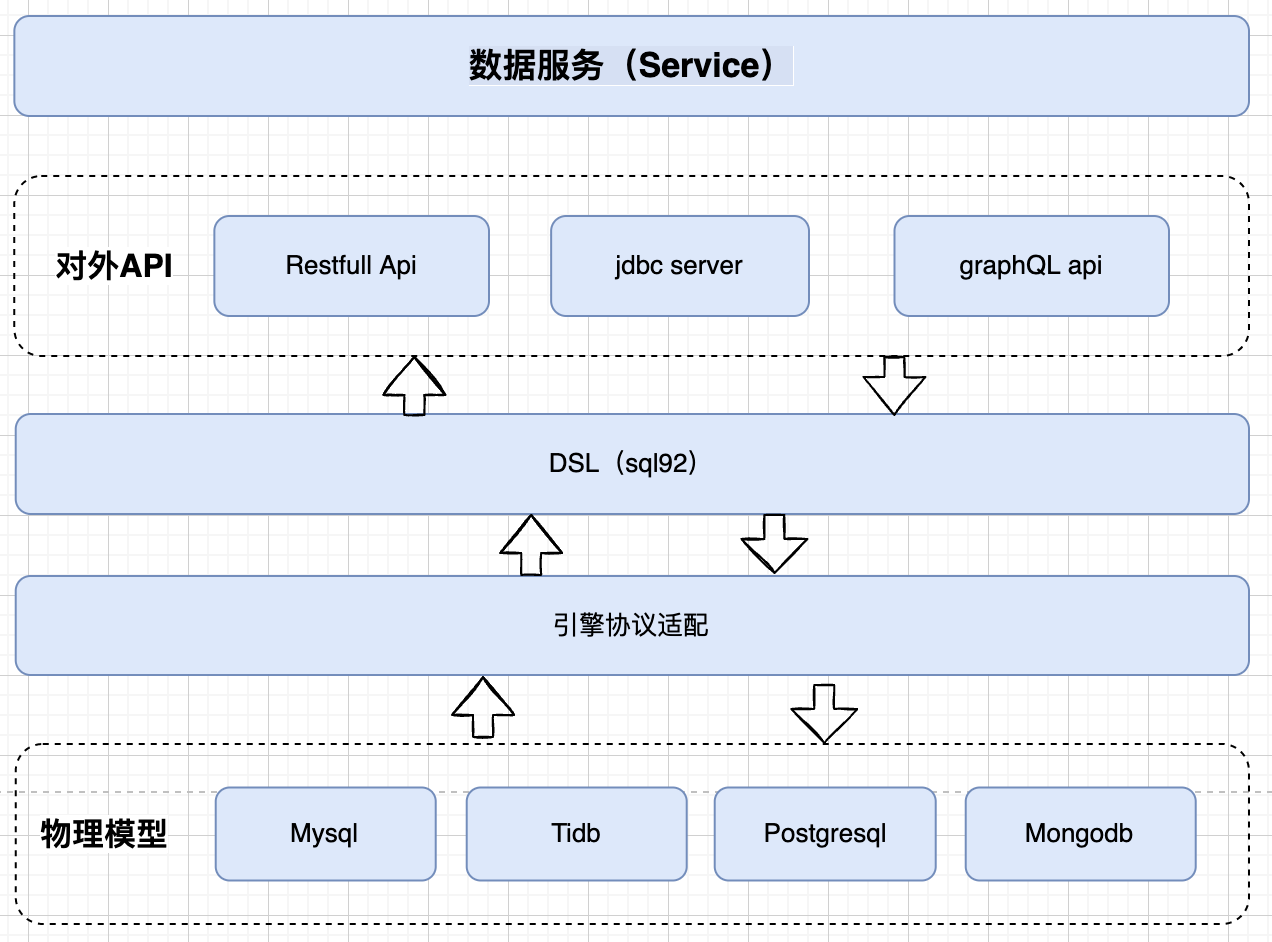 数据服务（Service）
对外API
Restfull Api
jdbc server
graphQL api
DSL（sql92）
引擎协议适配
物理模型
Mysql
Tidb
Postgresql
Mongodb